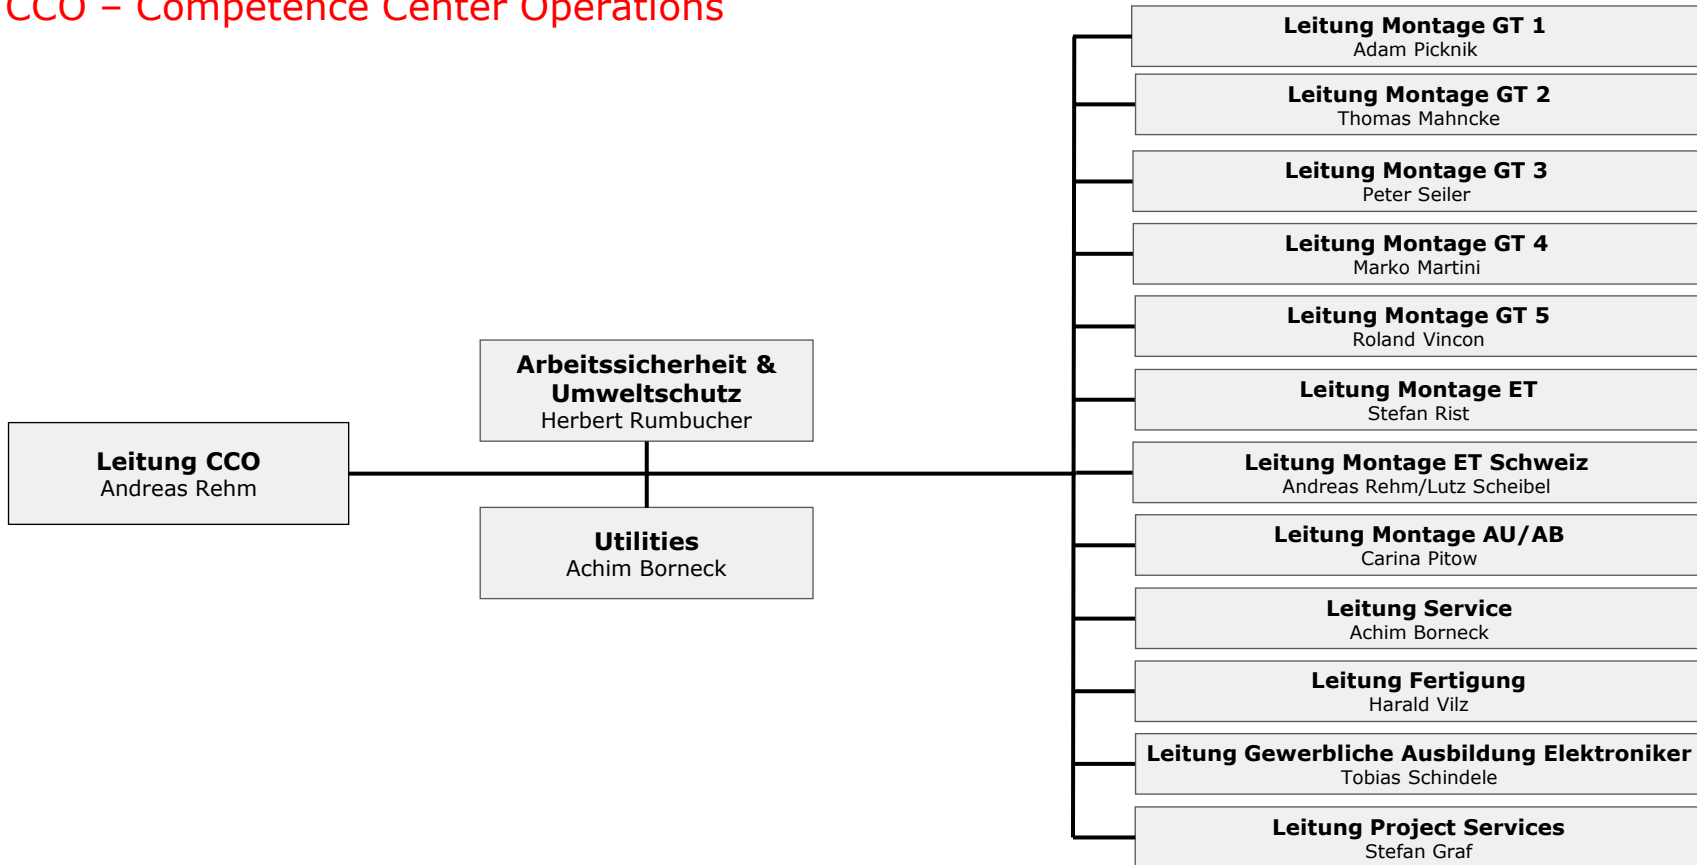 CCO – Competence Center Operations
Leitung CCO
Andreas Rehm
Arbeitssicherheit &
Umweltschutz
Herbert Rumbucher
Utilities
Achim Borneck
Leitung Montage GT 1
Adam Picknik
Leitung Montage GT 2
Thomas Mahncke
Leitung Montage GT 3
Peter Seiler
Leitung Montage GT 4
Marko Martini
Leitung Montage GT 5
Roland Vincon
Leitung Montage ET
Stefan Rist
Leitung Montage ET Schweiz
Andreas Rehm/Lutz Scheibel
Leitung Montage AU/AB
Carina Pitow
Leitung Service
Achim Borneck
Leitung Fertigung
Harald Vilz
Leitung Gewerbliche Ausbildung Elektroniker
Tobias Schindele
Leitung Project Services
Stefan Graf